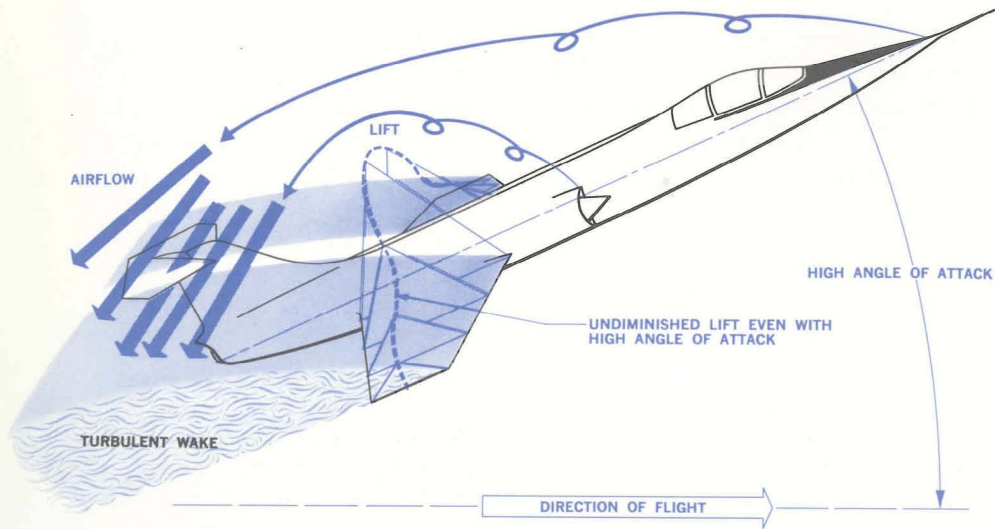 LIFT
AIRFLOW
HIGH ANGLE OF ATTACK
UNDIMINISHED LIFT EVEN WITH
HIGH ANGLE OF ATTACK
TURBULENT WAKE
DIRECTION OF FLIGHT